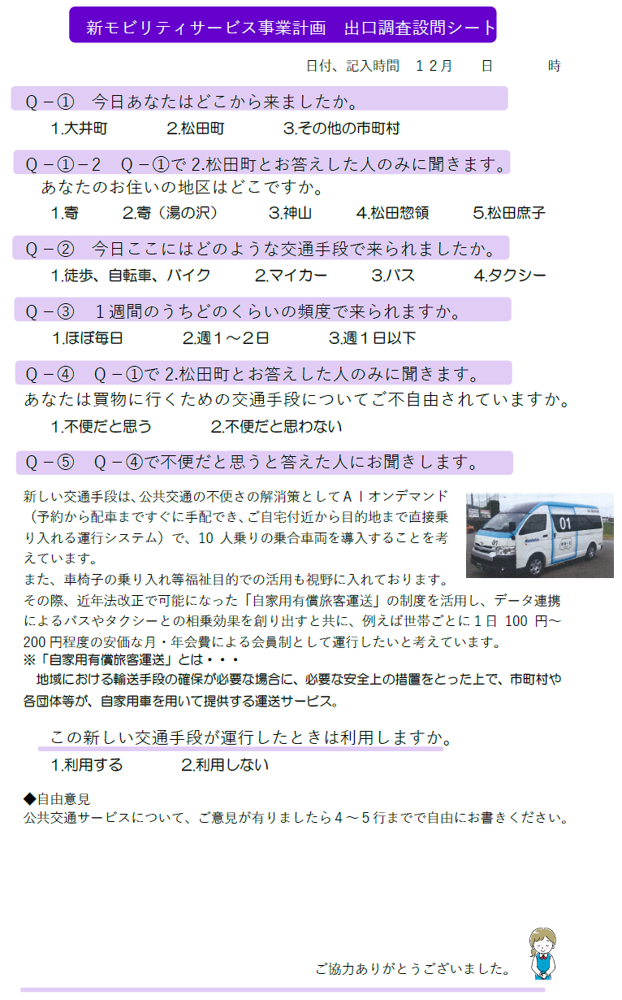 新モビリティサービス事業計画　出口調査設問シート
日付、記入時間　１２月　　日　　　　時
Ｑ－①　今日あなたはどこから来ましたか。
1.大井町　　　　2.松田町　　　　3.その他の市町村
Ｑ－①－2　Ｑ－①で 2.松田町とお答えした人のみに聞きます。
あなたのお住いの地区はどこですか。
1.寄　　　2.寄（湯の沢）　　　3.神山　　　4.松田惣領　　　5.松田庶子
Ｑ－②　今日ここにはどのような交通手段で来られましたか。
1.徒歩、自転車、バイク　　　2.マイカー　　　3.バス　　　　4.タクシー
Ｑ－③　１週間のうちどのくらいの頻度で来られますか。
1.ほぼ毎日　　　　2.週１～２日　　　　3.週１日以下
Ｑ－④　Ｑ－①で 2.松田町とお答えした人のみに聞きます。
あなたは買物に行くための交通手段についてご不自由されていますか。
1.不便だと思う　　　　2.不便だと思わない
Ｑ－⑤　Ｑ－④で不便だと思うと答えた人にお聞きします。
新しい交通手段は、公共交通の不便さの解消策としてＡＩオンデマンド
（予約から配車まですぐに手配でき、ご自宅付近から目的地まで直接乗
り入れる運行システム）で、10 人乗りの乗合車両を導入することを考
えています。
また、車椅子の乗り入れ等福祉目的での活用も視野に入れております。
その際、近年法改正で可能になった「自家用有償旅客運送」の制度を活用し、データ連携
によるバスやタクシーとの相乗効果を創り出すと共に、例えば世帯ごとに１日 100 円～
200 円程度の安価な月・年会費による会員制として運行したいと考えています。
※「自家用有償旅客運送」とは・・・
地域における輸送手段の確保が必要な場合に、必要な安全上の措置をとった上で、市町村や
各団体等が、自家用車を用いて提供する運送サービス。
01
01
この新しい交通手段が運行したときは利用しますか。
1.利用する　　　　2.利用しない
◆自由意見
公共交通サービスについて、ご意見が有りましたら４～５行までで自由にお書きください。
ご協力ありがとうございました。